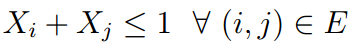 X_i + X_j ≤ 1 ∀ (i, j) ∈ E